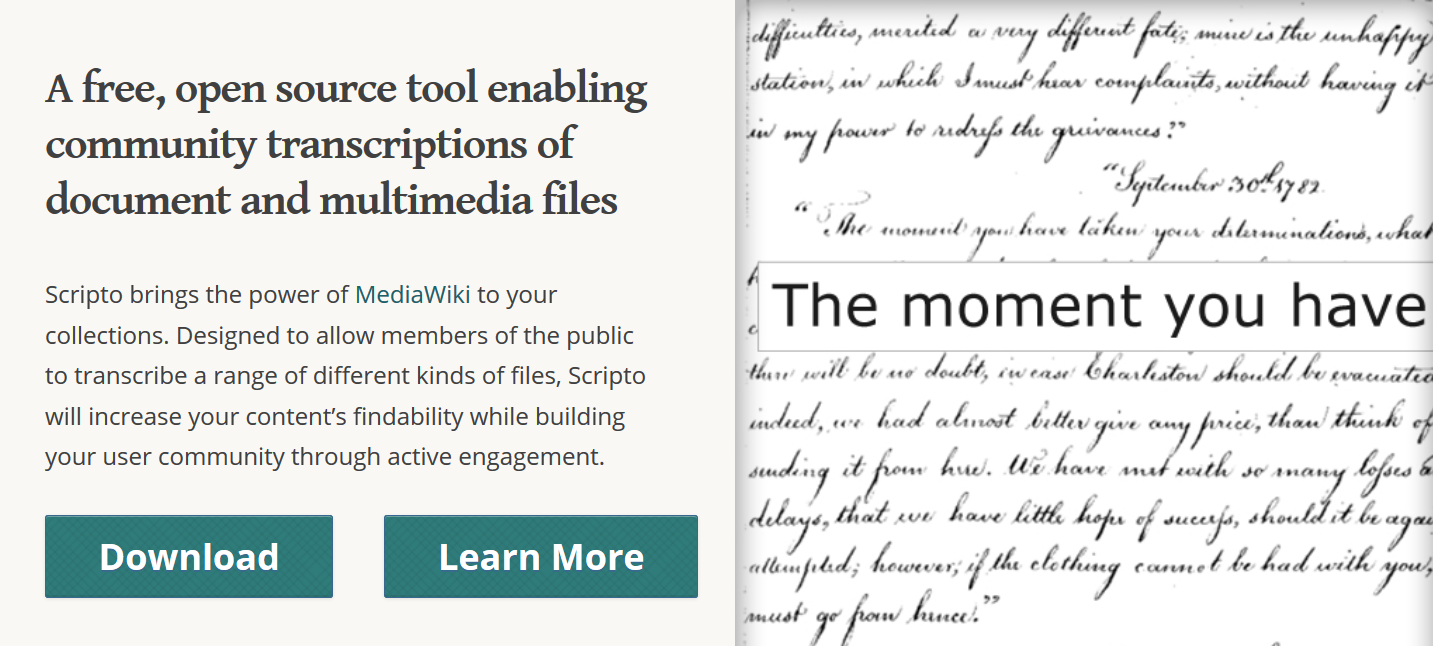 A free, open source tool enabling
community transcriptions of
document and multimedia files
Scripto brings the power of MediaWiki to your
collections. Designed to allow members of the public
to transcribe a range of different kinds of files, Scripto
will increase your content’s findability while building
your user community through active engagement.
Download
Learn More
difficulties, merited a very different fate; mine is the unhappy
station, in which I must hear complaints, without having it
in my power to redress the grievances."
"September 30th. 1782.
"The moment you have taken your determinations, what
The moment you have
there will be no doubt, in case Charleston should be evacuated
indeed, we had almost better give any price, than think of
sending it from here. We have met with so many losses
delays, that we have little hope of success, should it be
attempted; however, if the clothing cannot be had with you,
must go from hence."